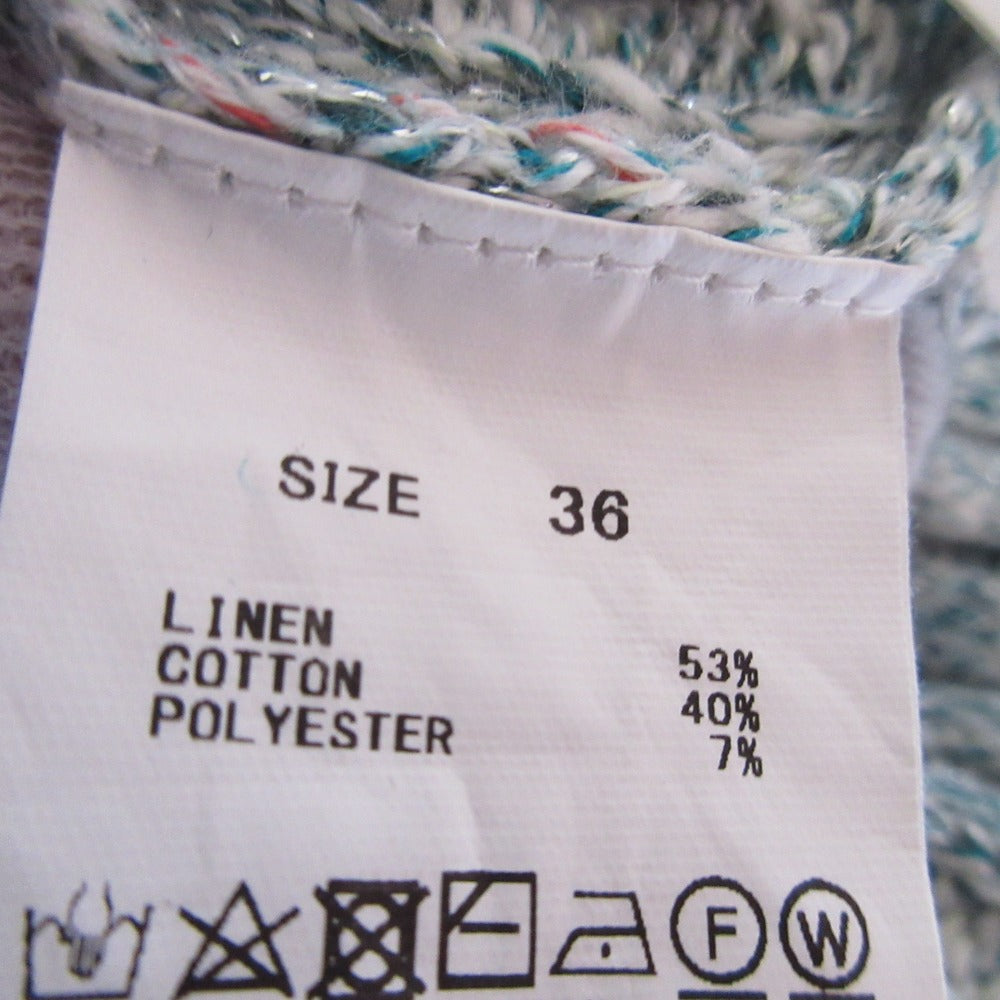 SIZE 36
LINEN 53%
COTTON 40%
POLYESTER 7%
F W